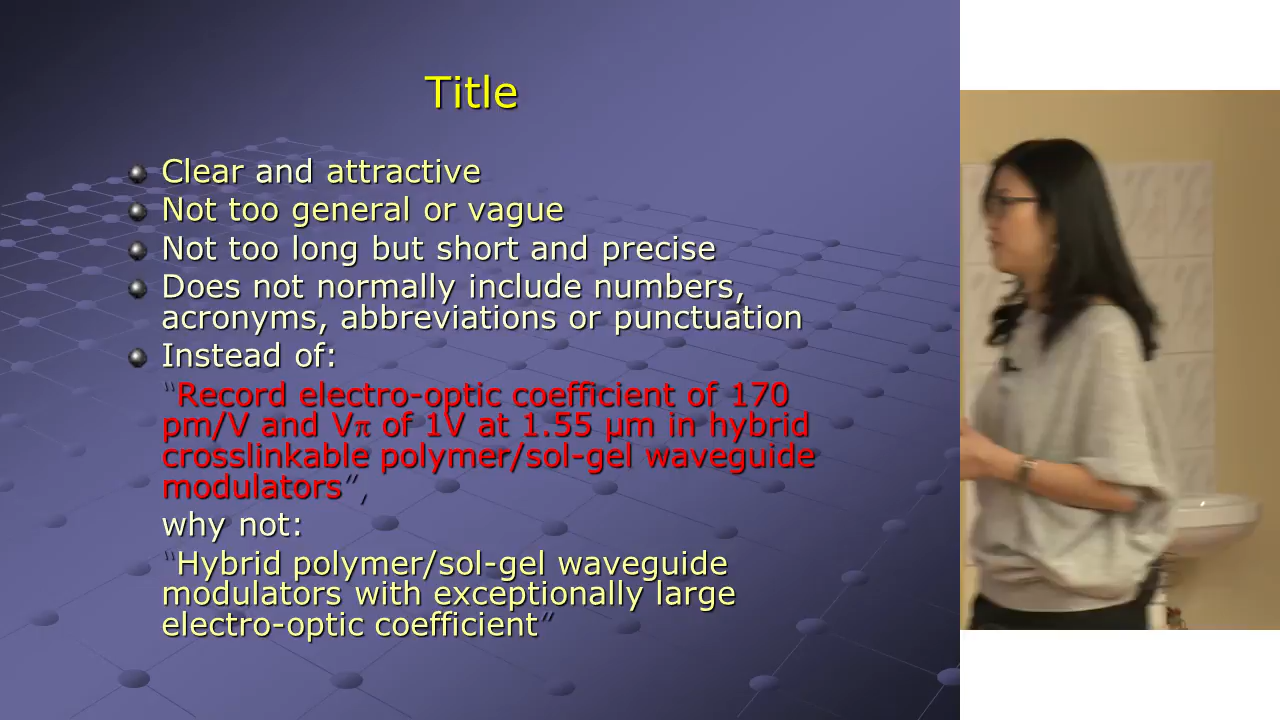 Title
Clear and attractive
Not too general or vague
Not too long but short and precise
Does not normally include numbers,
acronyms, abbreviations or punctuation
Instead of:
“Record electro-optic coefficient of 170
pm/V and Vπ of 1V at 1.55 µm in hybrid
crosslinkable polymer/sol-gel waveguide
modulators”,
why not:
“Hybrid polymer/sol-gel waveguide
modulators with exceptionally large
electro-optic coefficient”